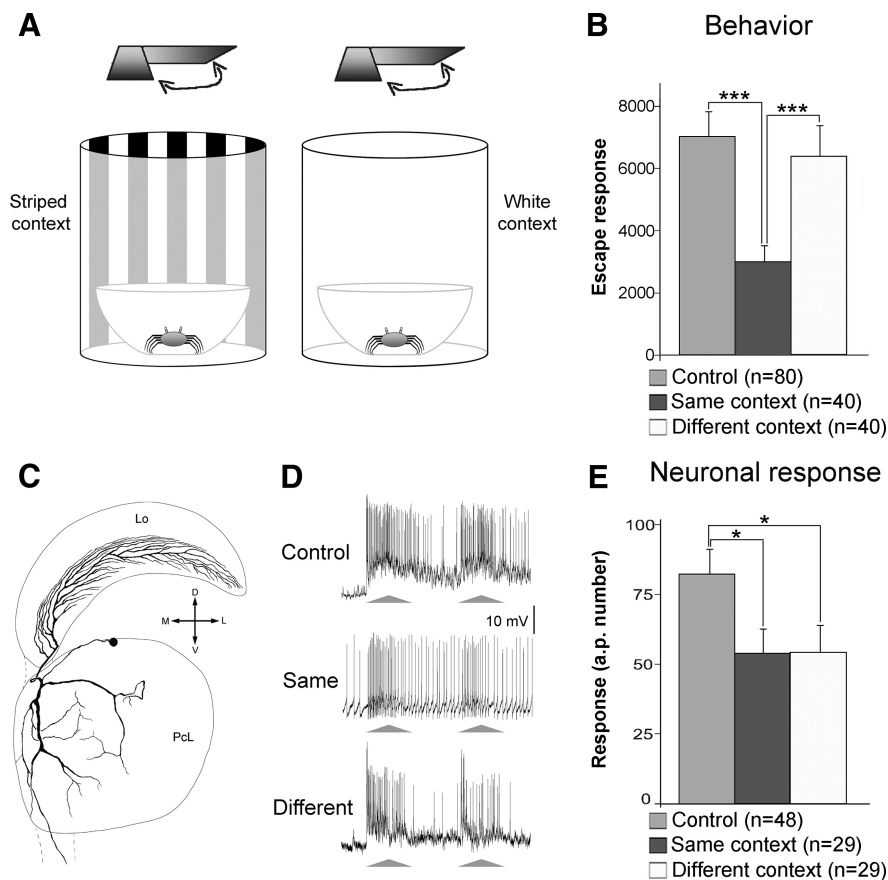 A
Striped
context
White
context
B
Behavior
Escape response
8000
6000
4000
2000
0
***
***
Control (n=80)
Same context (n=40)
Different context (n=40)
C
Lo
D
M
L
V
PcL
D
Control
10 mV
Same
Different
E
Neuronal response
Response (a.p. number)
100
75
50
25
0
*
*
Control (n=48)
Same context (n=29)
Different context (n=29)